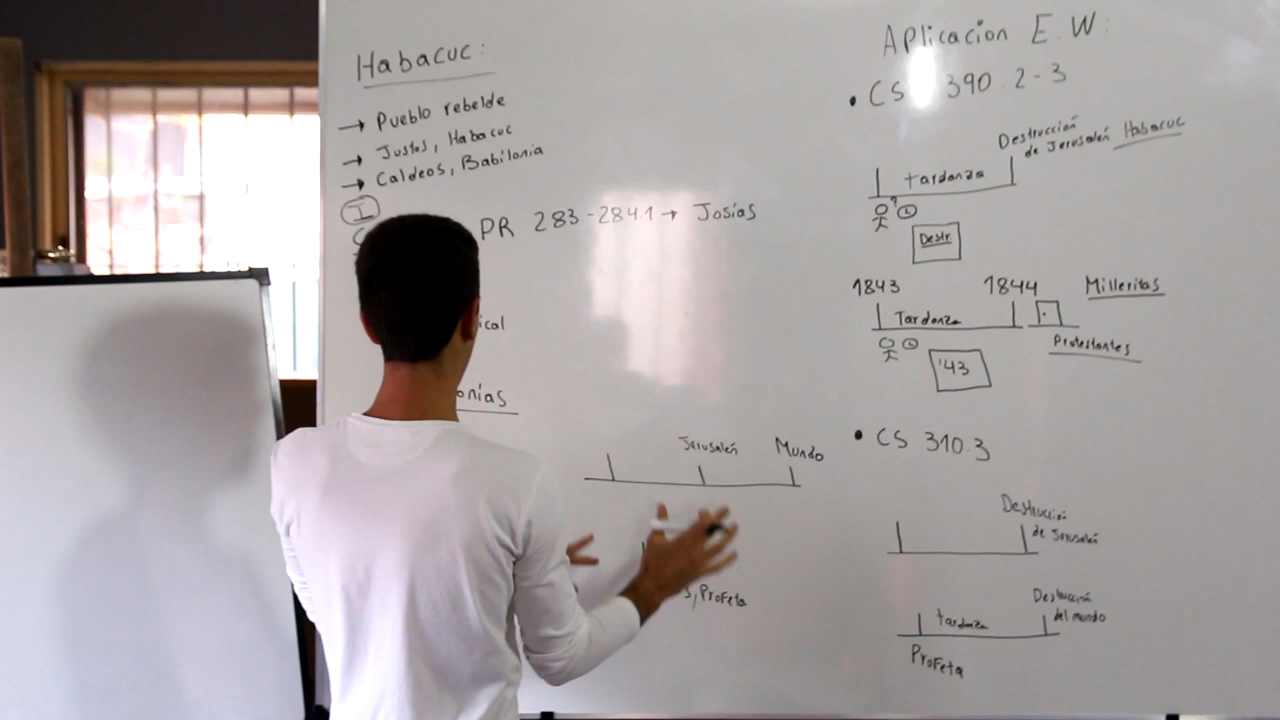 Habacuc:
→ Pueblo rebelde
→ Justos, Habacuc
→ Caldeos, Babilonia
I
PR 283-284.1 → Josías
ical
onías
Jerusalén Mundo
s, Profeta
Aplicacion E.W:
• CS 390.2-3
Destrucción
de Jerusalén Habacuc
tardanza
Destr.
1843 1844 Milleritas
Tardanza
Protestantes
'43
• CS 310.3
Destrucción
de Jerusalén
Destrucción
del mundo
tardanza
Profeta